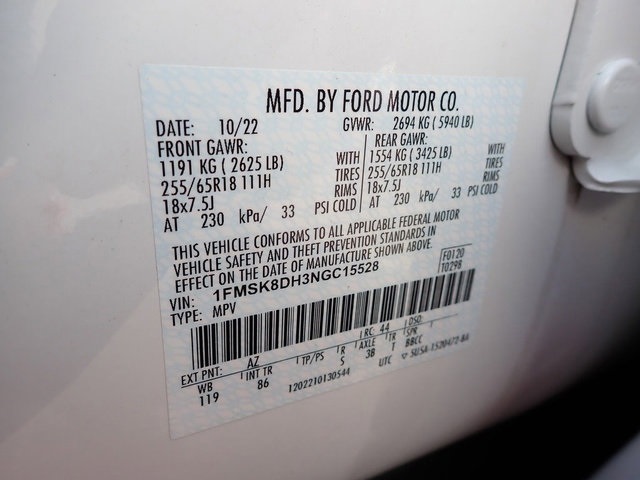 MFD. BY FORD MOTOR CO.
DATE: 10/22 GVWR: 2694 KG ( 5940 LB)
FRONT GAWR: REAR GAWR:
1191 KG ( 2625 LB) WITH 1554 KG ( 3425 LB) WITH
255/65R18 111H TIRES 255/65R18 111H TIRES
18x7.5J RIMS 18x7.5J RIMS
AT 230 kPa/ 33 PSI COLD AT 230 kPa/ 33 PSI COLD
THIS VEHICLE CONFORMS TO ALL APPLICABLE FEDERAL MOTOR
VEHICLE SAFETY AND THEFT PREVENTION STANDARDS IN
EFFECT ON THE DATE OF MANUFACTURE SHOWN ABOVE.
VIN: 1FMSK8DH3NGC15528 F0120
TYPE: MPV 10298
EXT PNT: AZ RC: 44 DSO:
WB INT TR TP/PS R AXLE TR SPR
119 86 S 3B T BBCC
1202210130544 UTC